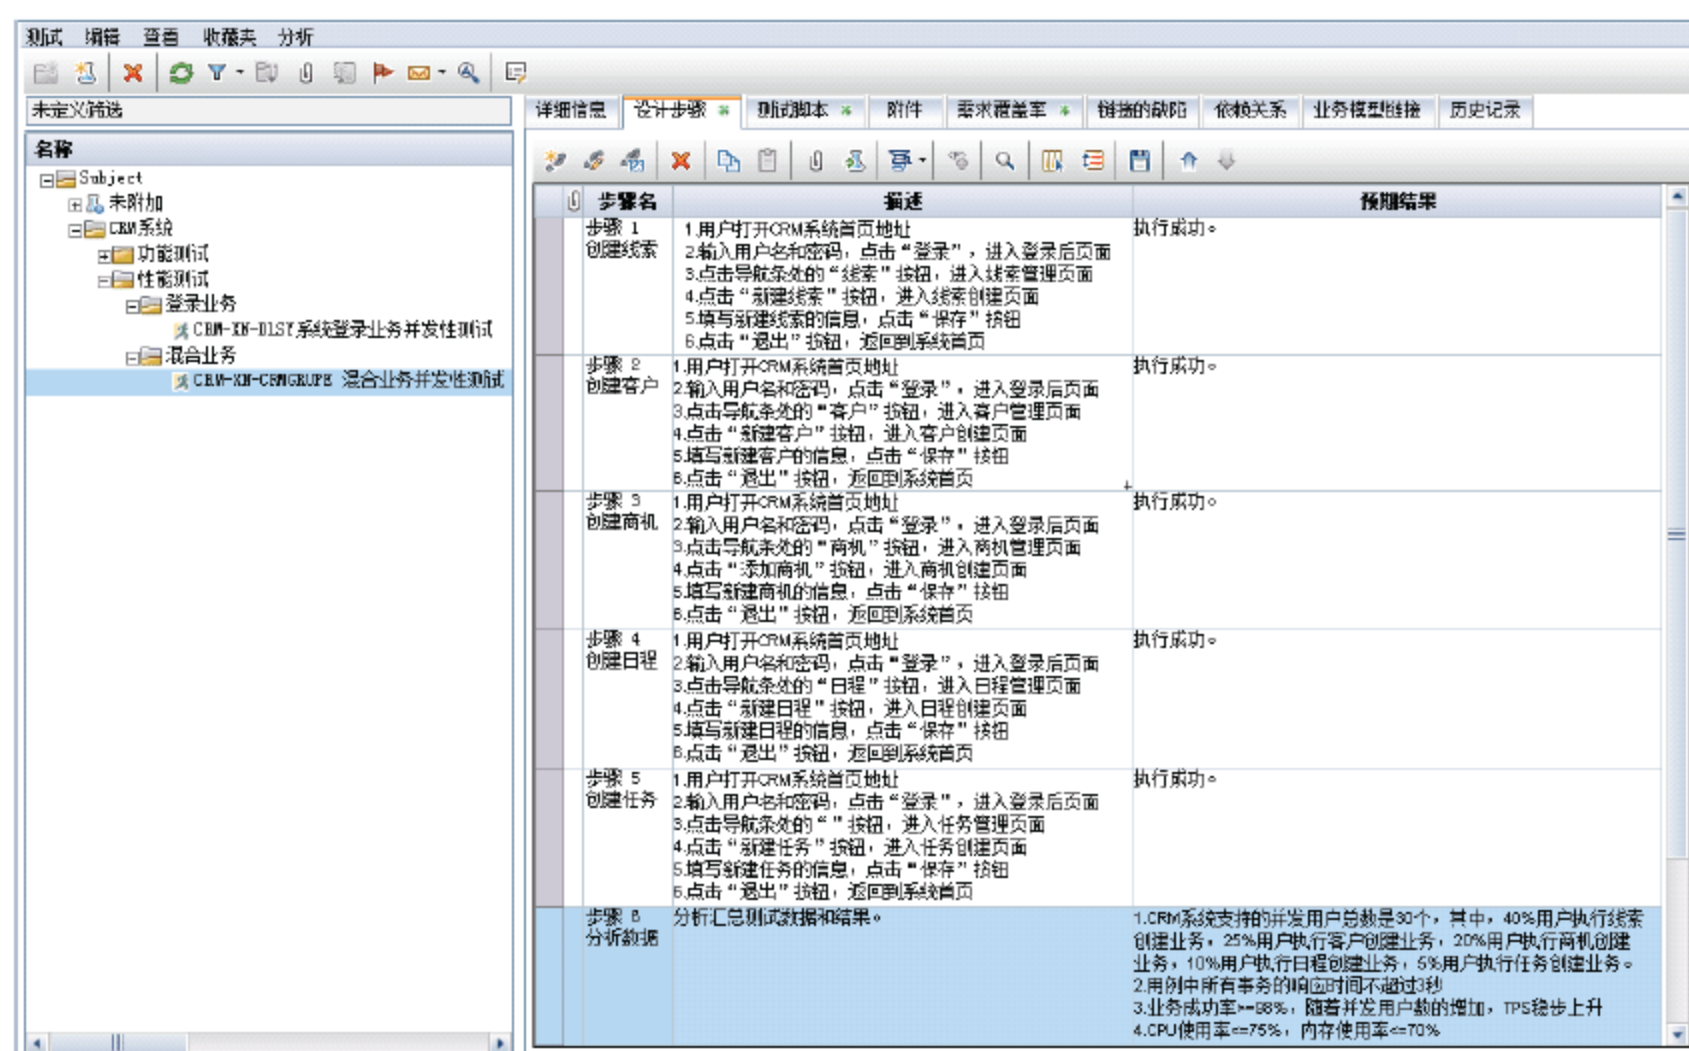 测试 编辑 查看 收藏夹 分析
未定义筛选
名称
Subject
未附加
CRM系统
功能测试
性能测试
登录业务
CRM-XN-DLSY系统登录业务并发性测试
混合业务
CRM-XN-CRMGRUPE 混合业务并发性测试
详细信息 设计步骤 测试脚本 附件 需求覆盖率 链接的缺陷 依赖关系 业务模型链接 历史记录
步骤名 描述 预期结果
步骤 1
创建线索
1.用户打开CRM系统首页地址
2.输入用户名和密码，点击“登录”，进入登录后页面
3.点击导航条处的“线索”按钮，进入线索管理页面
4.点击“新建线索”按钮，进入线索创建页面
5.填写新建线索的信息，点击“保存”按钮
6.点击“退出”按钮，返回到系统首页
执行成功。
步骤 2
创建客户
1.用户打开CRM系统首页地址
2.输入用户名和密码，点击“登录”，进入登录后页面
3.点击导航条处的“客户”按钮，进入客户管理页面
4.点击“新建客户”按钮，进入客户创建页面
5.填写新建客户的信息，点击“保存”按钮
6.点击“退出”按钮，返回到系统首页
执行成功。
步骤 3
创建商机
1.用户打开CRM系统首页地址
2.输入用户名和密码，点击“登录”，进入登录后页面
3.点击导航条处的“商机”按钮，进入商机管理页面
4.点击“添加商机”按钮，进入商机创建页面
5.填写新建商机的信息，点击“保存”按钮
6.点击“退出”按钮，返回到系统首页
执行成功。
步骤 4
创建日程
1.用户打开CRM系统首页地址
2.输入用户名和密码，点击“登录”，进入登录后页面
3.点击导航条处的“日程”按钮，进入日程管理页面
4.点击“新建日程”按钮，进入日程创建页面
5.填写新建日程的信息，点击“保存”按钮
6.点击“退出”按钮，返回到系统首页
执行成功。
步骤 5
创建任务
1.用户打开CRM系统首页地址
2.输入用户名和密码，点击“登录”，进入登录后页面
3.点击导航条处的“ ”按钮，进入任务管理页面
4.点击“新建任务”按钮，进入任务创建页面
5.填写新建任务的信息，点击“保存”按钮
6.点击“退出”按钮，返回到系统首页
执行成功。
步骤 6
分析数据
分析汇总测试数据和结果。
1.CRM系统支持的并发用户总数是30个，其中，40%用户执行线索
创建业务，25%用户执行客户创建业务，20%用户执行商机创建
业务，10%用户执行日程创建业务，5%用户执行任务创建业务。
2.用例中所有事务的响应时间不超过3秒
3.业务成功率>=98%，随着并发用户数的增加，TPS稳步上升
4.CPU使用率<=75%，内存使用率<=70%